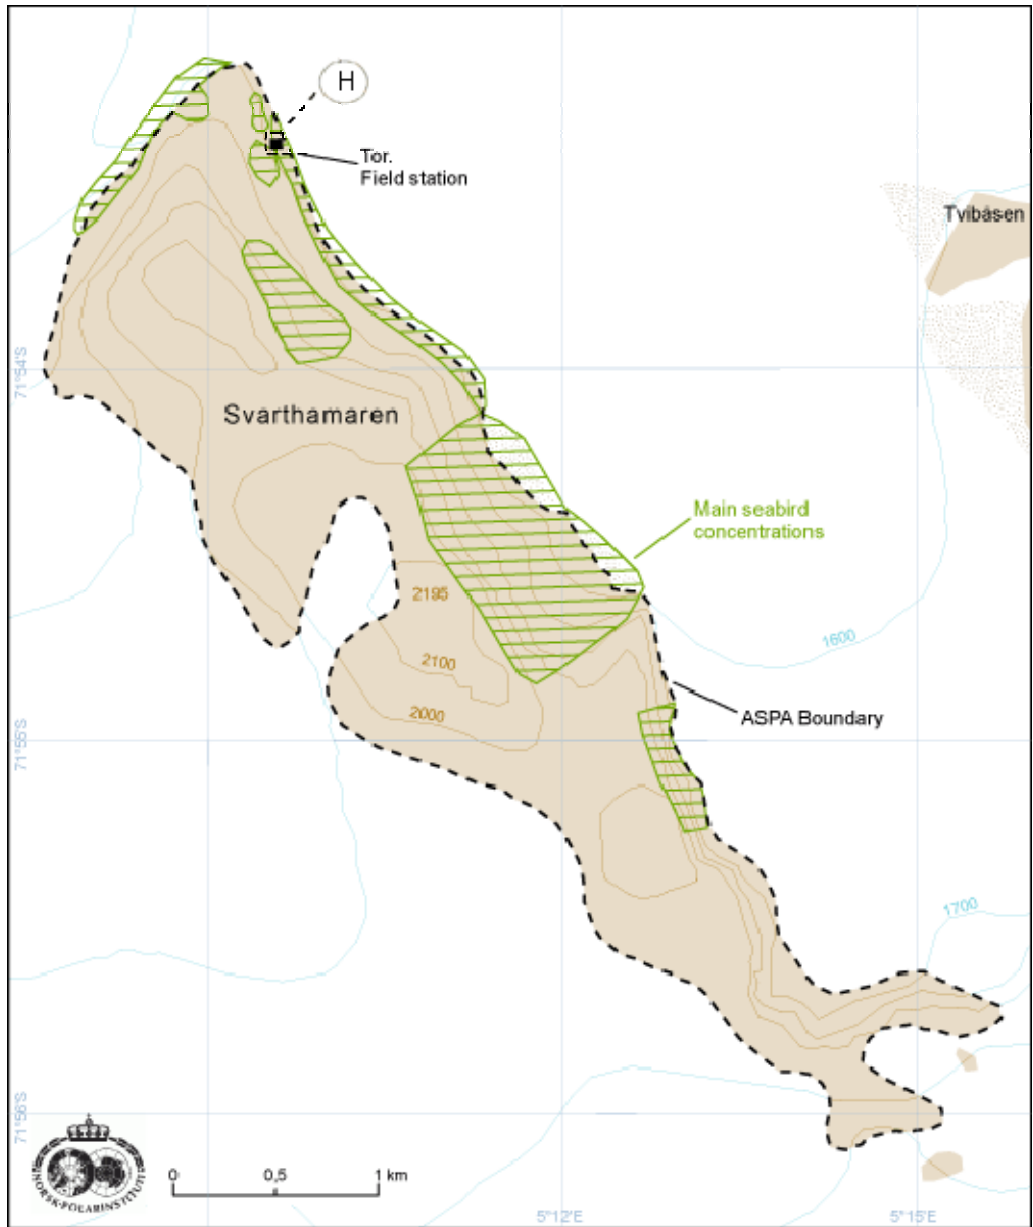 H
Tor.
Field station
Tvibåsen
71°54'S
Svarthamaren
Main seabird
concentrations
2195
1600
2100
2000
ASPA Boundary
71°55'S
1700
71°56'S
NORSK-POLARINSTITUTT
0 0,5 1 km
5°12'E 5°15'E